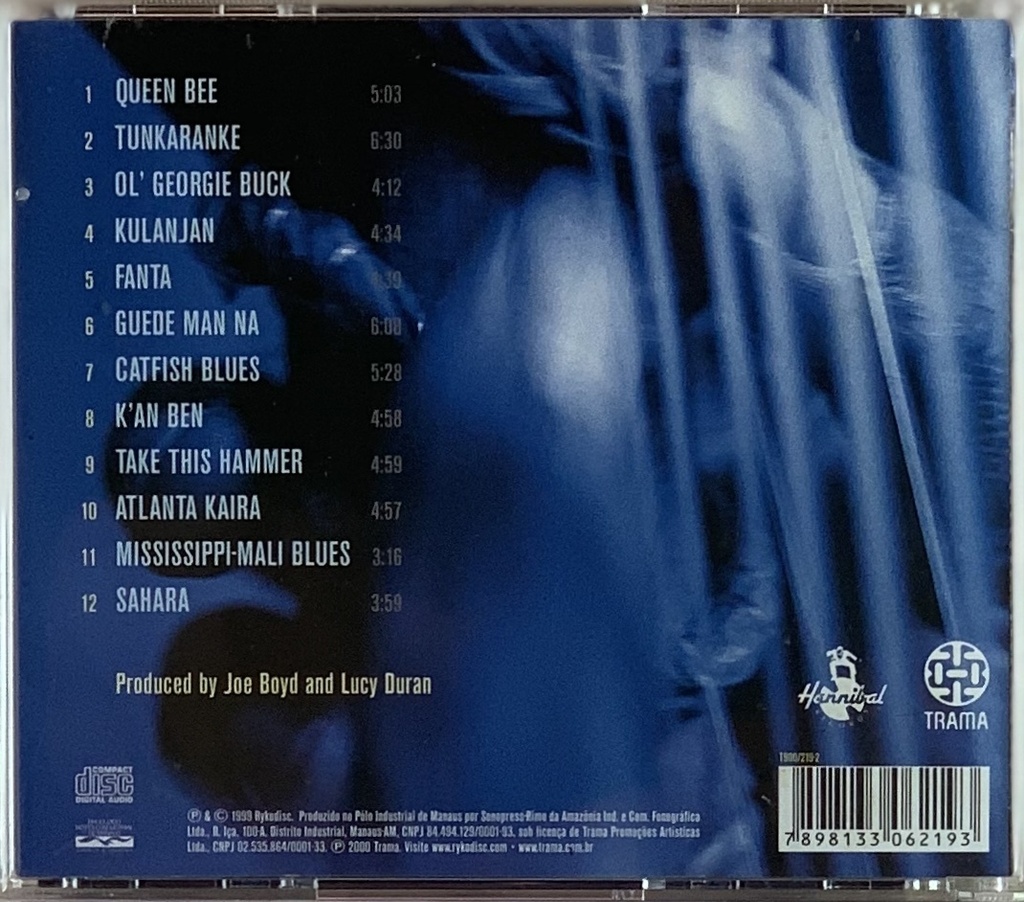 1 QUEEN BEE 5:03
2 TUNKARANKE 6:30
3 OL' GEORGIE BUCK 4:12
4 KULANJAN 4:34
5 FANTA
6 GUEDE MAN NA 6:00
7 CATFISH BLUES 5:28
8 K'AN BEN 4:58
9 TAKE THIS HAMMER 4:59
10 ATLANTA KAIRA 4:57
11 MISSISSIPPI-MALI BLUES 3:16
12 SAHARA 3:59
Produced by Joe Boyd and Lucy Duran
Hannibal
TRAMA
T500/219-2
COMPACT
disc
DIGITAL AUDIO
℗ & © 1999 Rykodisc. Produzido no Pólo Industrial de Manaus por Sonopress-Rimo da Amazônia Ind. e Com. Fonográfica
Ltda., R. Içá, 100-A. Distrito Industrial, Manaus-AM, CNPJ 84.494.129/0001-93, sob licença de Trama Promoções Artísticas
Ltda., CNPJ 02.535.864/0001-33. ℗ 2000 Trama. Visite www.rykodisc.com • www.trama.com.br
7 898133 062193